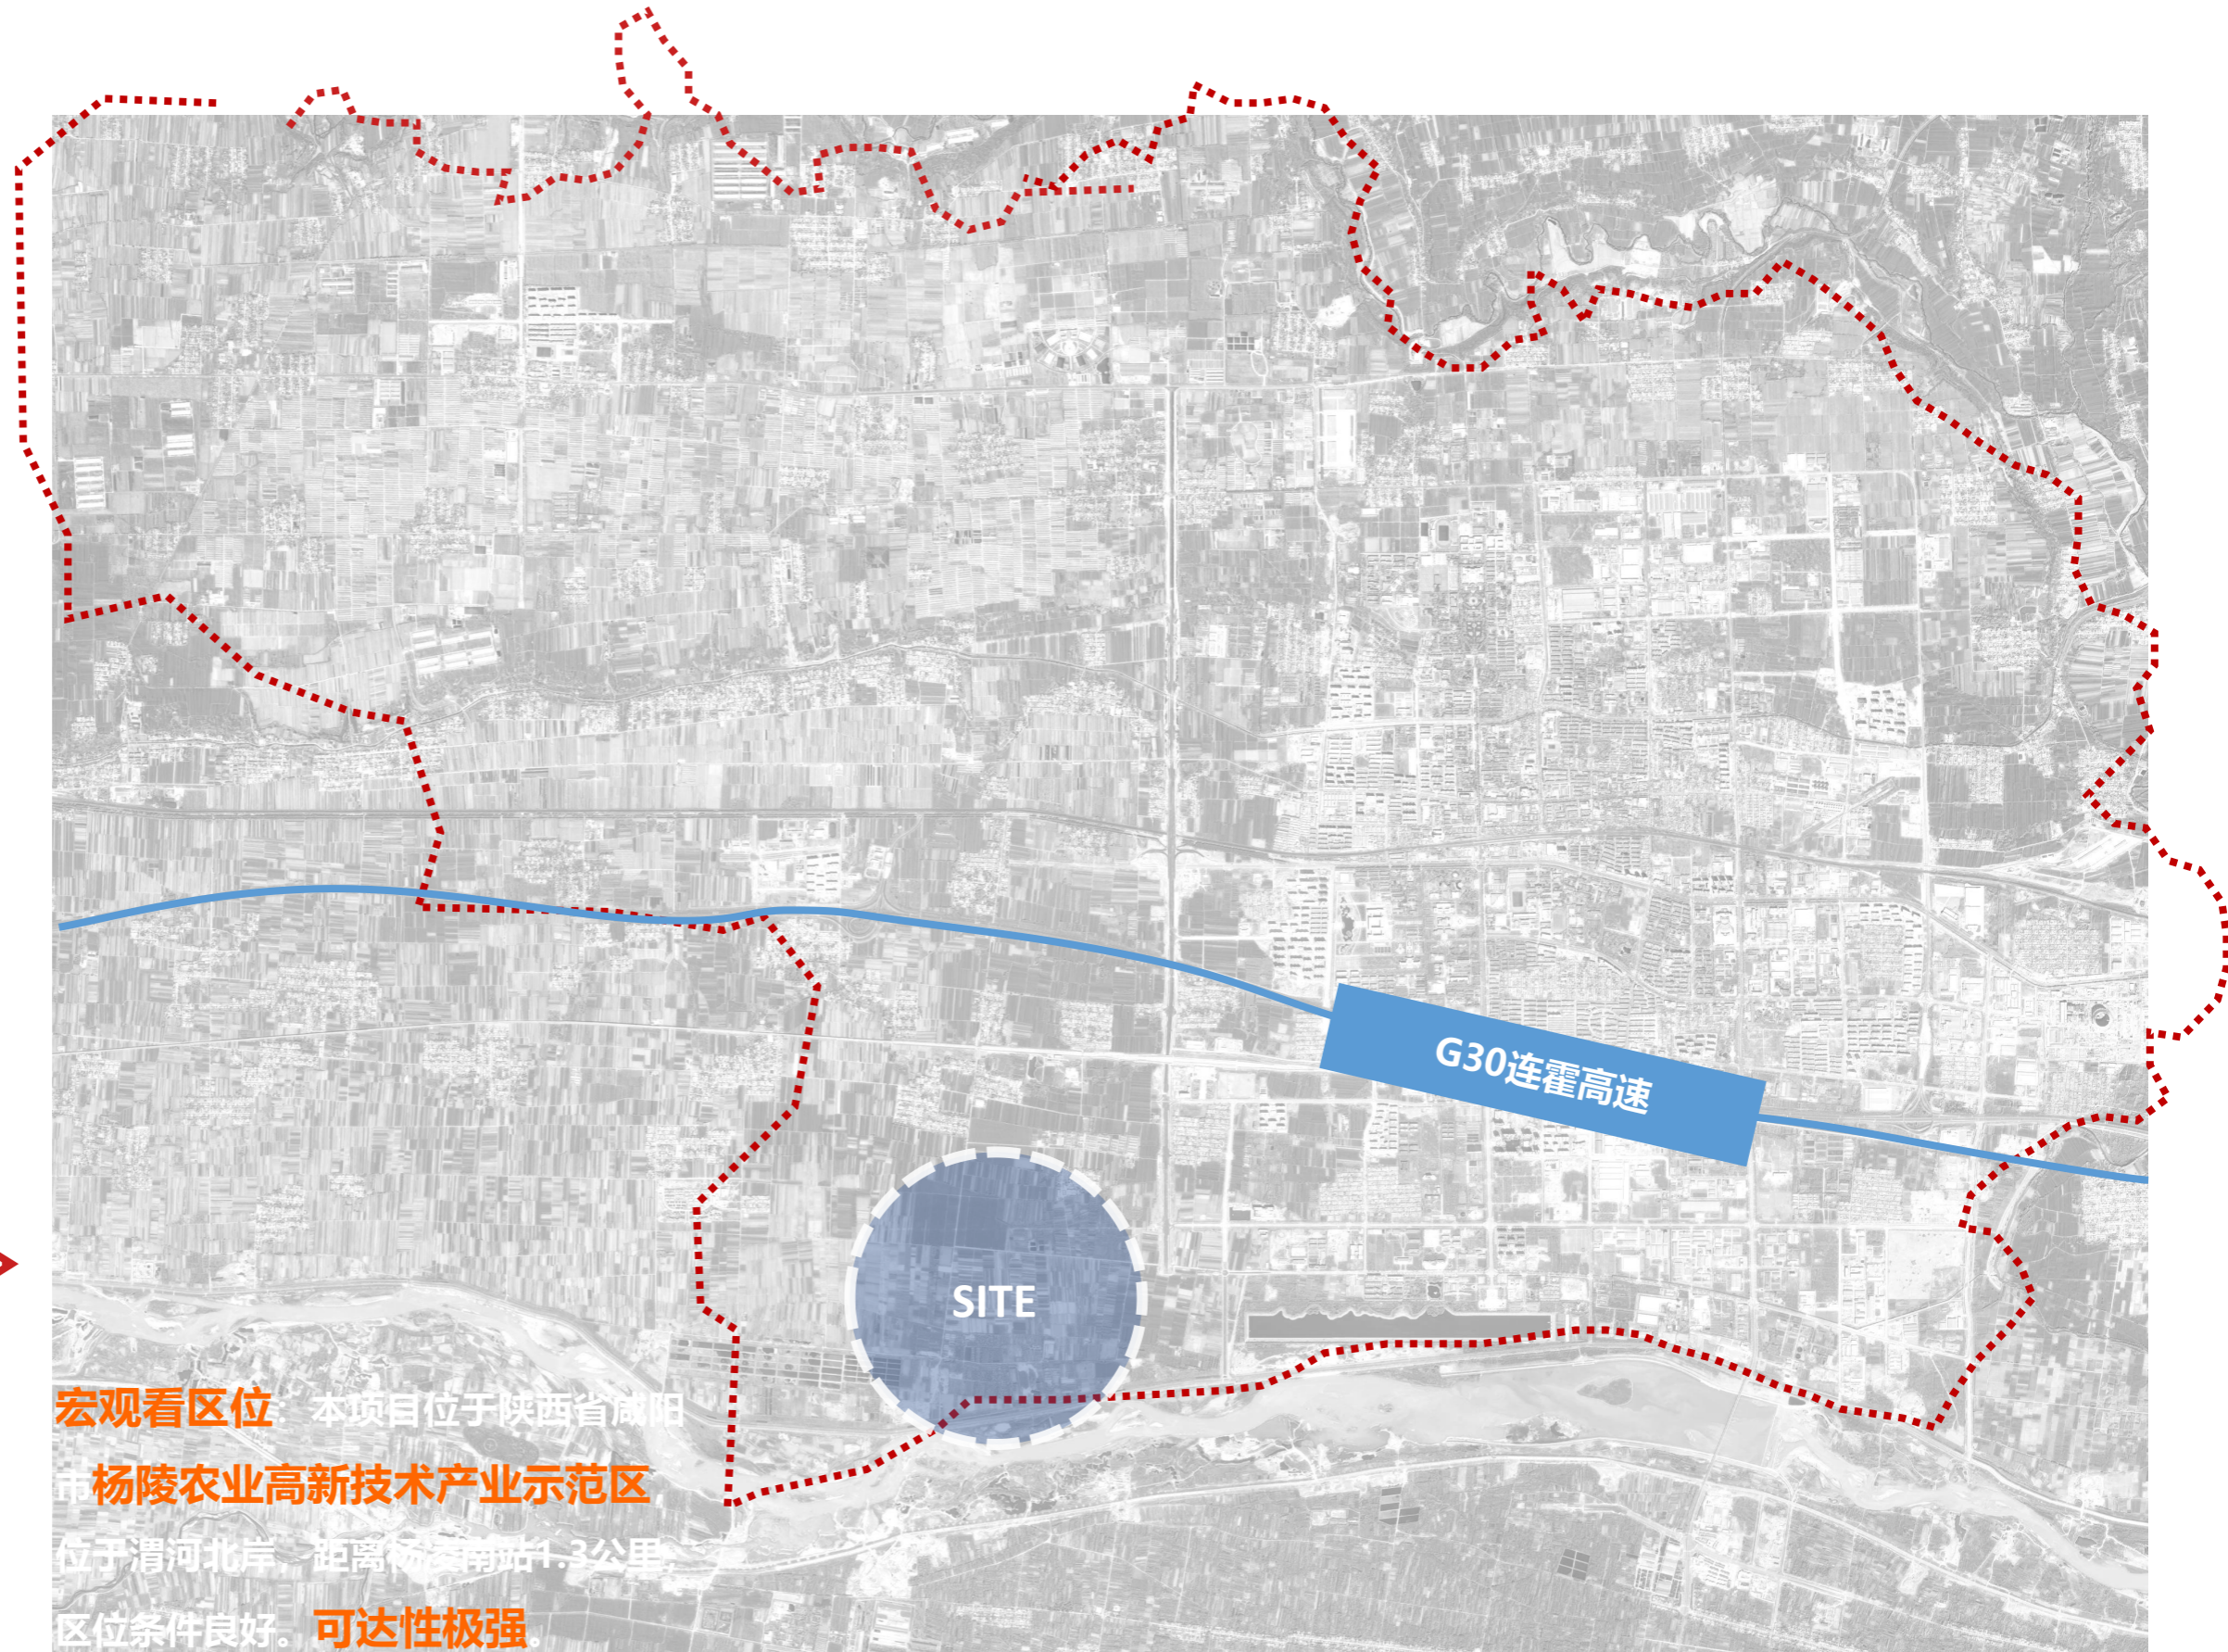 G30连霍高速
SITE
宏观看区位：本项目位于陕西省咸阳
市杨陵农业高新技术产业示范区
位于渭河北岸，距离杨凌南站1.3公里，
区位条件良好。可达性极强。